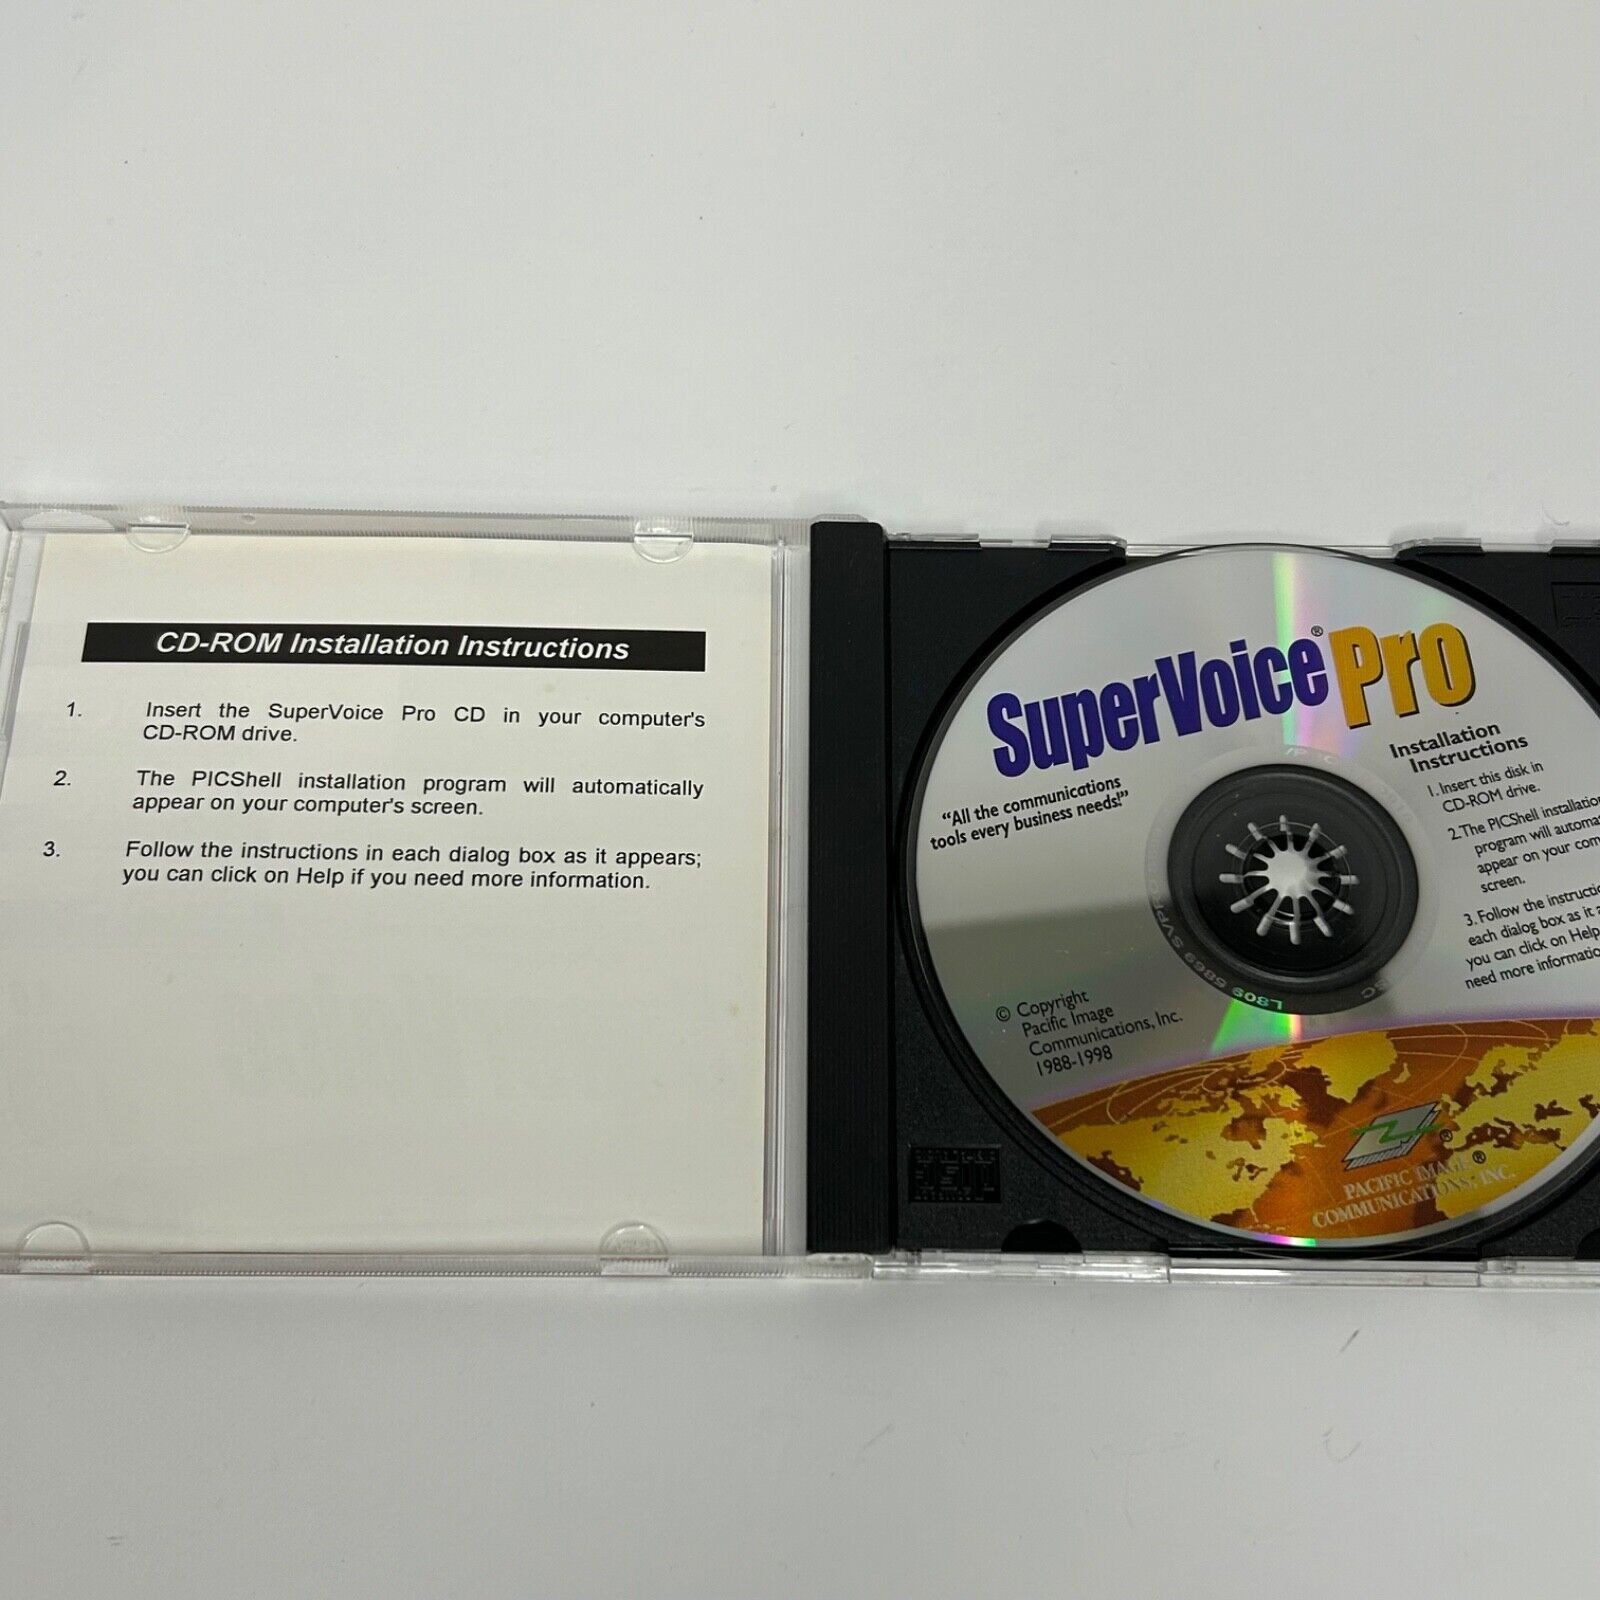 CD-ROM Installation Instructions
1. Insert the SuperVoice Pro CD in your computer's
CD-ROM drive.
2. The PICShell installation program will automatically
appear on your computer's screen.
3. Follow the instructions in each dialog box as it appears;
you can click on Help if you need more information.
SuperVoice® Pro
"All the communications
tools every business needs!"
Installation
Instructions
1. Insert this disk in
CD-ROM drive.
2. The PICShell installation
program will
appear on your
screen.
3. Follow the
each dialog box as it
you can click on Help
need more
© Copyright
Pacific Image
Communications, Inc.
1988-1998
L809 5869
®
PACIFIC IMAGE®
COMMUNICATIONS, INC.